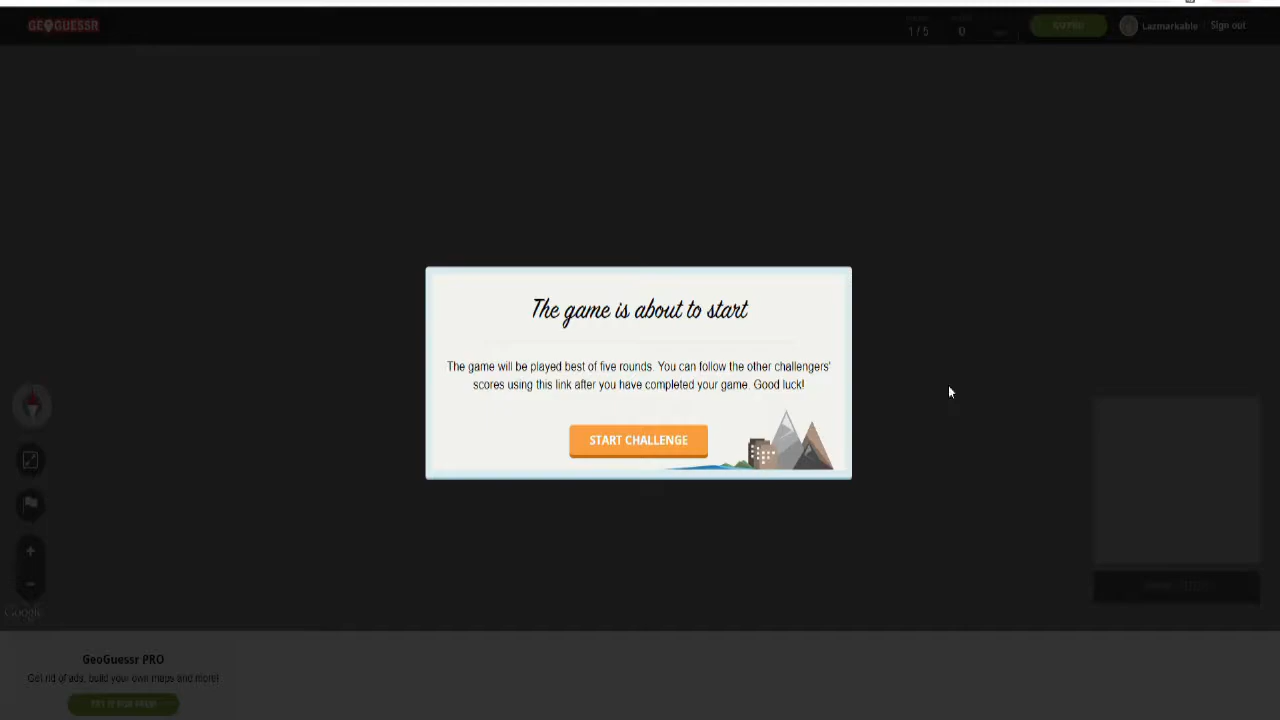 GEOGUESSR
1 / 5
0
GO PRO
Lazmarkable
Sign out
The game is about to start
The game will be played best of five rounds. You can follow the other challengers'
scores using this link after you have completed your game. Good luck!
START CHALLENGE
+
−
Google
GeoGuessr PRO
Get rid of ads, build your own maps and more!